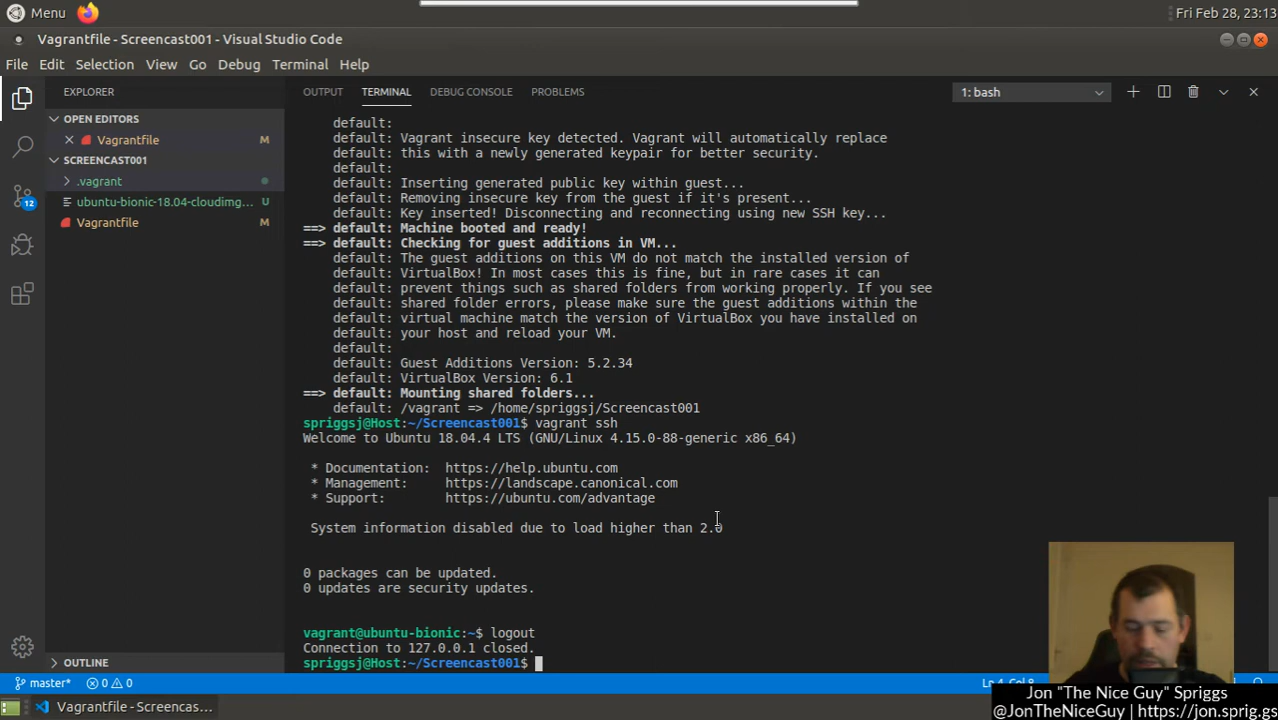 Menu
Fri Feb 28, 23:13
Vagrantfile - Screencast001 - Visual Studio Code
File Edit Selection View Go Debug Terminal Help
EXPLORER
OUTPUT TERMINAL DEBUG CONSOLE PROBLEMS
1: bash
OPEN EDITORS
Vagrantfile M
SCREENCAST001
.vagrant
ubuntu-bionic-18.04-cloudimg... U
Vagrantfile M
12
default:
default: Vagrant insecure key detected. Vagrant will automatically replace
default: this with a newly generated keypair for better security.
default:
default: Inserting generated public key within guest...
default: Removing insecure key from the guest if it's present...
default: Key inserted! Disconnecting and reconnecting using new SSH key...
==> default: Machine booted and ready!
==> default: Checking for guest additions in VM...
default: The guest additions on this VM do not match the installed version of
default: VirtualBox! In most cases this is fine, but in rare cases it can
default: prevent things such as shared folders from working properly. If you see
default: shared folder errors, please make sure the guest additions within the
default: virtual machine match the version of VirtualBox you have installed on
default: your host and reload your VM.
default:
default: Guest Additions Version: 5.2.34
default: VirtualBox Version: 6.1
==> default: Mounting shared folders...
default: /vagrant => /home/spriggsj/Screencast001
spriggsj@Host:~/Screencast001$ vagrant ssh
Welcome to Ubuntu 18.04.4 LTS (GNU/Linux 4.15.0-88-generic x86_64)
* Documentation: https://help.ubuntu.com
* Management: https://landscape.canonical.com
* Support: https://ubuntu.com/advantage
System information disabled due to load higher than 2.0
0 packages can be updated.
0 updates are security updates.
vagrant@ubuntu-bionic:~$ logout
Connection to 127.0.0.1 closed.
spriggsj@Host:~/Screencast001$
OUTLINE
master* 0 0
Ln 4, Col 8
Jon "The Nice Guy" Spriggs
@JonTheNiceGuy | https://jon.sprig.gs
Vagrantfile - Screencas...